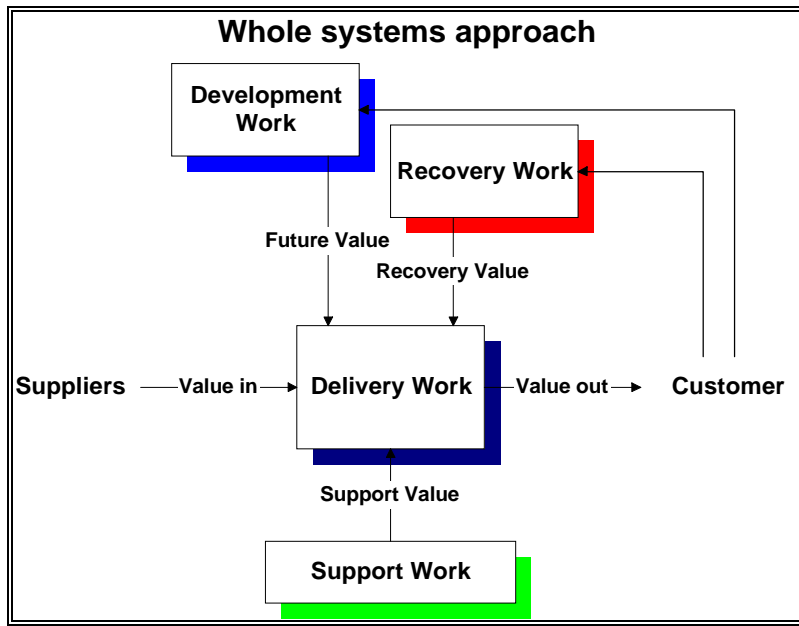 Whole systems approach
Development
Work
Recovery Work
Future Value
Recovery Value
Suppliers
Value in
Delivery Work
Value out
Customer
Support Value
Support Work